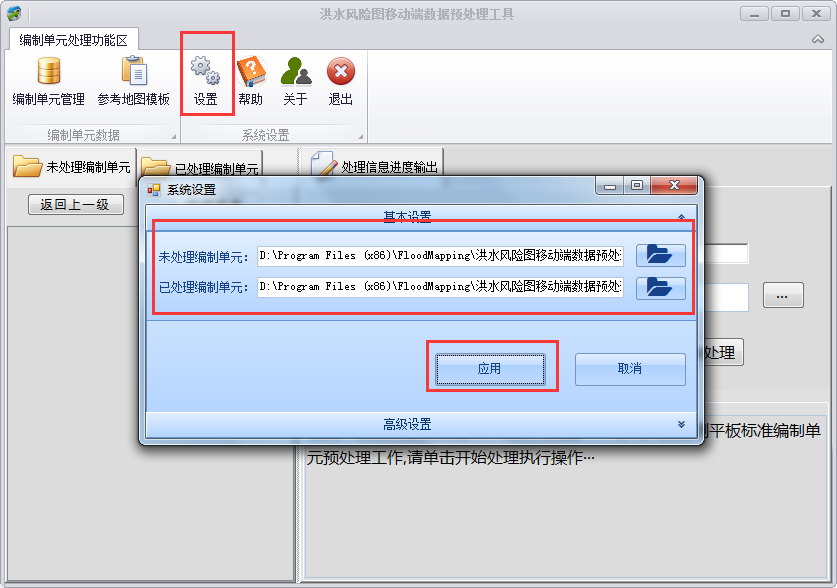 洪水风险图移动端数据预处理工具
编制单元处理功能区
编制单元管理 参考地图模板 设置 帮助 关于 退出
编制单元数据 系统设置
未处理编制单元 已处理编制单元 处理信息进度输出
系统设置
返回上一级
基本设置
未处理编制单元: D:\Program Files (x86)\FloodMapping\洪水风险图移动端数据预处
已处理编制单元: D:\Program Files (x86)\FloodMapping\洪水风险图移动端数据预处
...
处理
应用 取消
高级设置
平板标准编制单
元预处理工作,请单击开始处理执行操作…